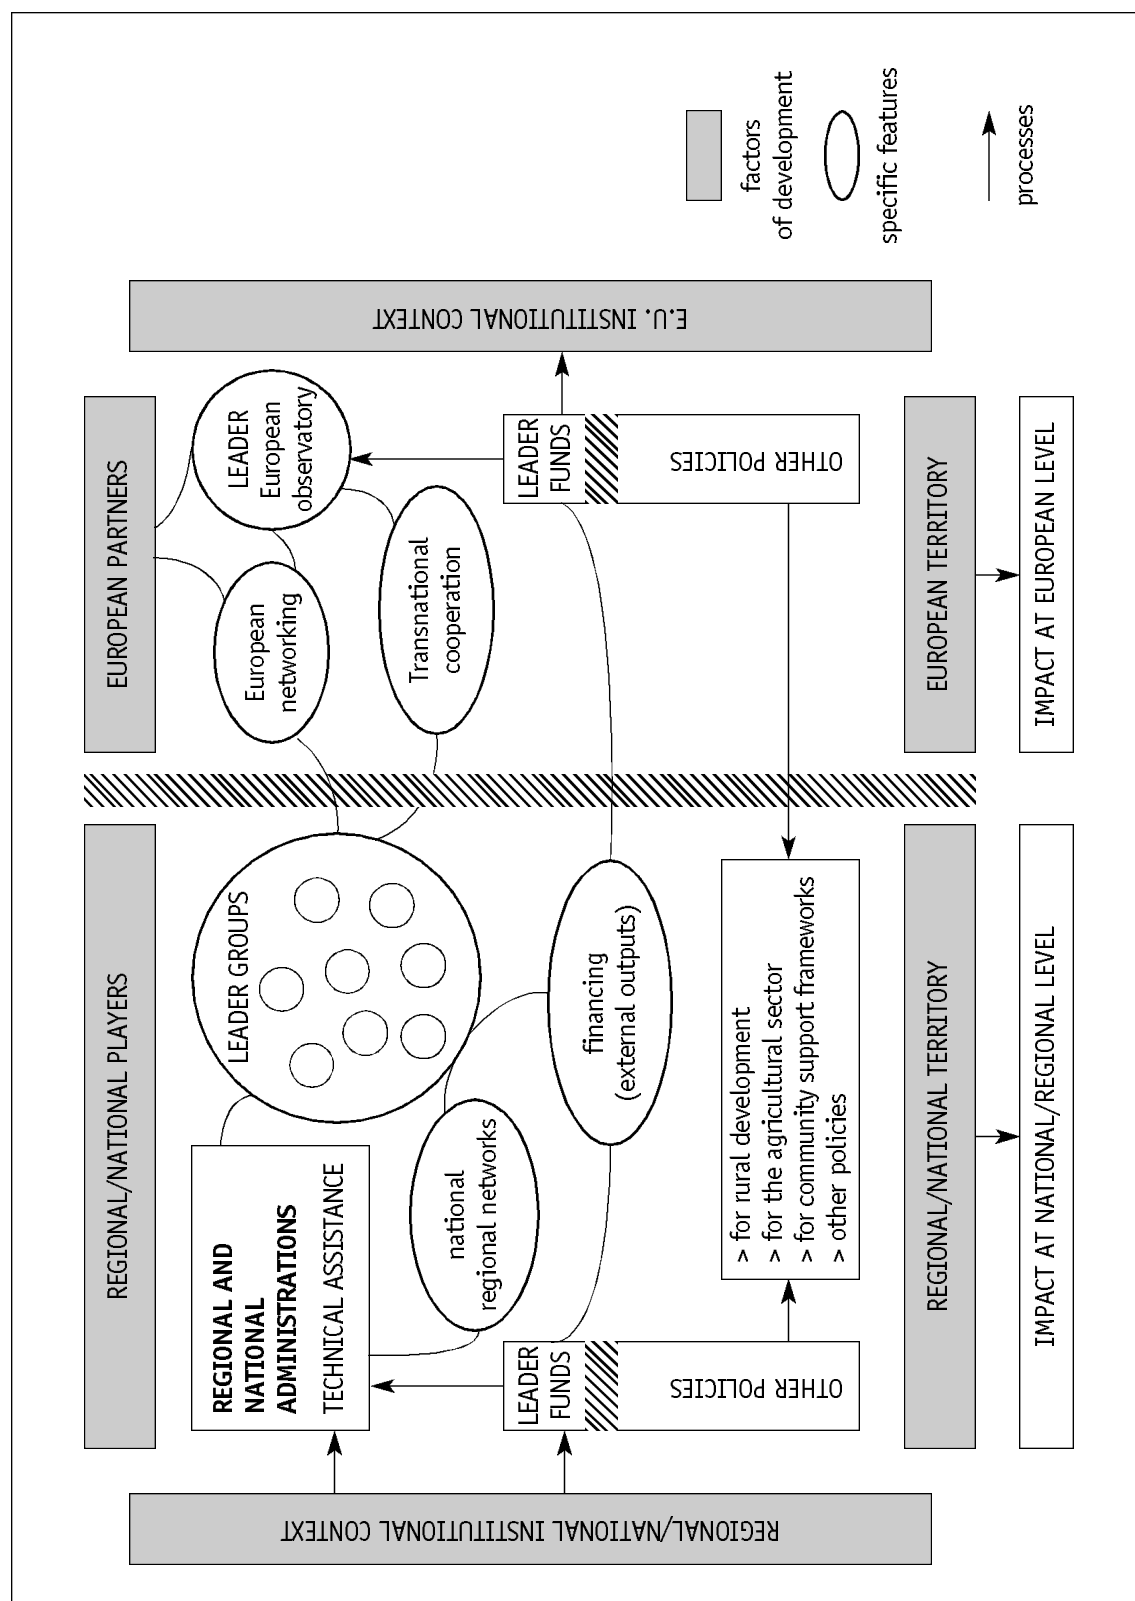 REGIONAL/NATIONAL PLAYERS
EUROPEAN PARTNERS
REGIONAL/NATIONAL INSTITUTIONAL CONTEXT
REGIONAL AND
NATIONAL
ADMINISTRATIONS
TECHNICAL ASSISTANCE
LEADER GROUPS
European
networking
LEADER
European
observatory
Transnational
cooperation
national
regional networks
financing
(external outputs)
LEADER
FUNDS
OTHER POLICIES
LEADER
FUNDS
OTHER POLICIES
E.U. INSTITUTIONAL CONTEXT
> for rural development
> for the agricultural sector
> for community support frameworks
> other policies
REGIONAL/NATIONAL TERRITORY
EUROPEAN TERRITORY
IMPACT AT NATIONAL/REGIONAL LEVEL
IMPACT AT EUROPEAN LEVEL
factors
of development
specific features
processes